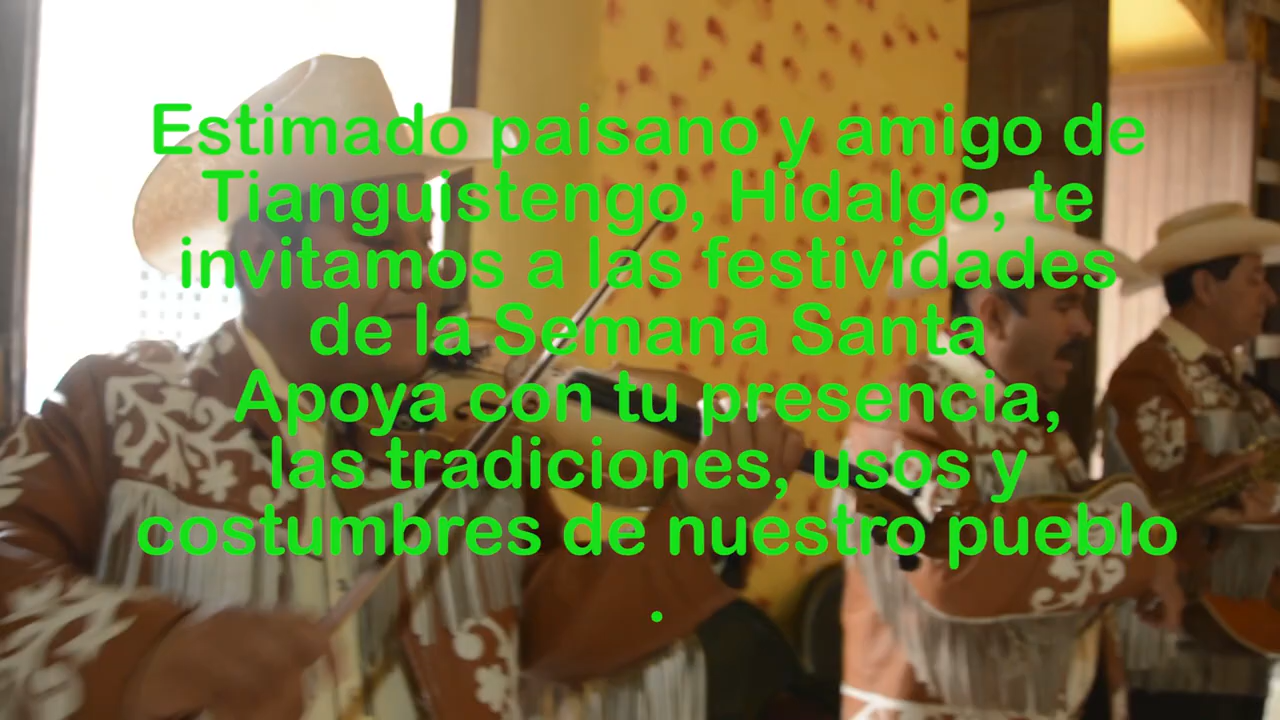 Estimado paisano y amigo de
Tianguistengo, Hidalgo, te
invitamos a las festividades
de la Semana Santa
Apoya con tu presencia,
las tradiciones, usos y
costumbres de nuestro pueblo
.